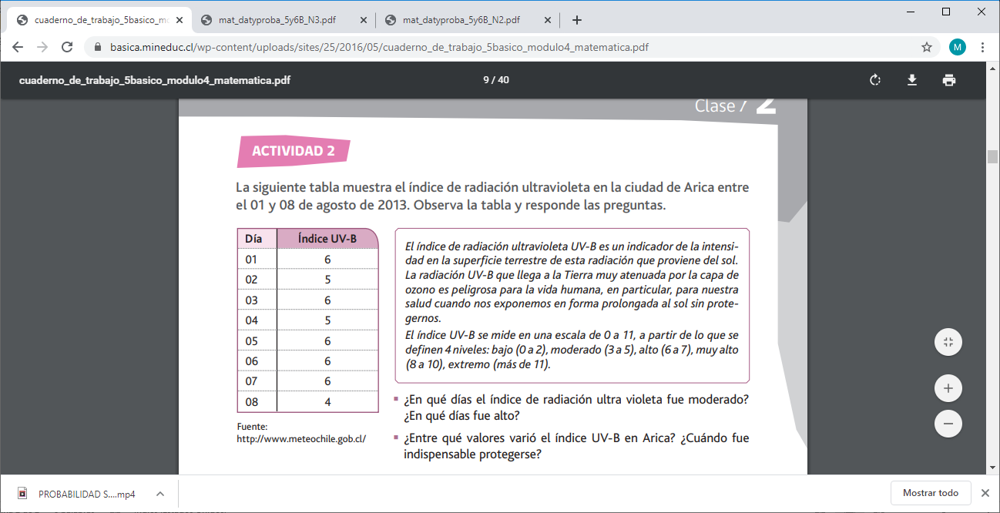 cuaderno_de_trabajo_5basico_mo
mat_datyproba_5y6B_N3.pdf
mat_datyproba_5y6B_N2.pdf
basica.mineduc.cl/wp-content/uploads/sites/25/2016/05/cuaderno_de_trabajo_5basico_modulo4_matematica.pdf
M
cuaderno_de_trabajo_5basico_modulo4_matematica.pdf
9 / 40
Clase 2
ACTIVIDAD 2
La siguiente tabla muestra el índice de radiación ultravioleta en la ciudad de Arica entre
el 01 y 08 de agosto de 2013. Observa la tabla y responde las preguntas.
Día Índice UV-B
01 6
02 5
03 6
04 5
05 6
06 6
07 6
08 4
Fuente:
http://www.meteochile.gob.cl/
El índice de radiación ultravioleta UV-B es un indicador de la intensi-
dad en la superficie terrestre de esta radiación que proviene del sol.
La radiación UV-B que llega a la Tierra muy atenuada por la capa de
ozono es peligrosa para la vida humana, en particular, para nuestra
salud cuando nos exponemos en forma prolongada al sol sin prote-
gernos.
El índice UV-B se mide en una escala de 0 a 11, a partir de lo que se
definen 4 niveles: bajo (0 a 2), moderado (3 a 5), alto (6 a 7), muy alto
(8 a 10), extremo (más de 11).
¿En qué días el índice de radiación ultra violeta fue moderado?
¿En qué días fue alto?
¿Entre qué valores varió el índice UV-B en Arica? ¿Cuándo fue
indispensable protegerse?
PROBABILIDAD S....mp4
Mostrar todo